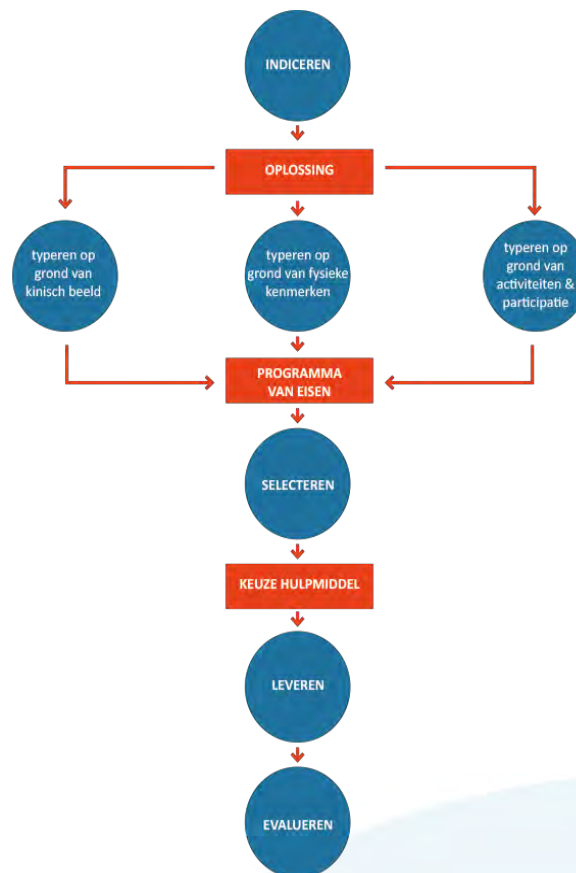 INDICEREN
OPLOSSING
typeren op
grond van
kinisch beeld
typeren op
grond van fysieke
kenmerken
typeren op
grond van
activiteiten &
participatie
PROGRAMMA
VAN EISEN
SELECTEREN
KEUZE HULPMIDDEL
LEVEREN
EVALUEREN